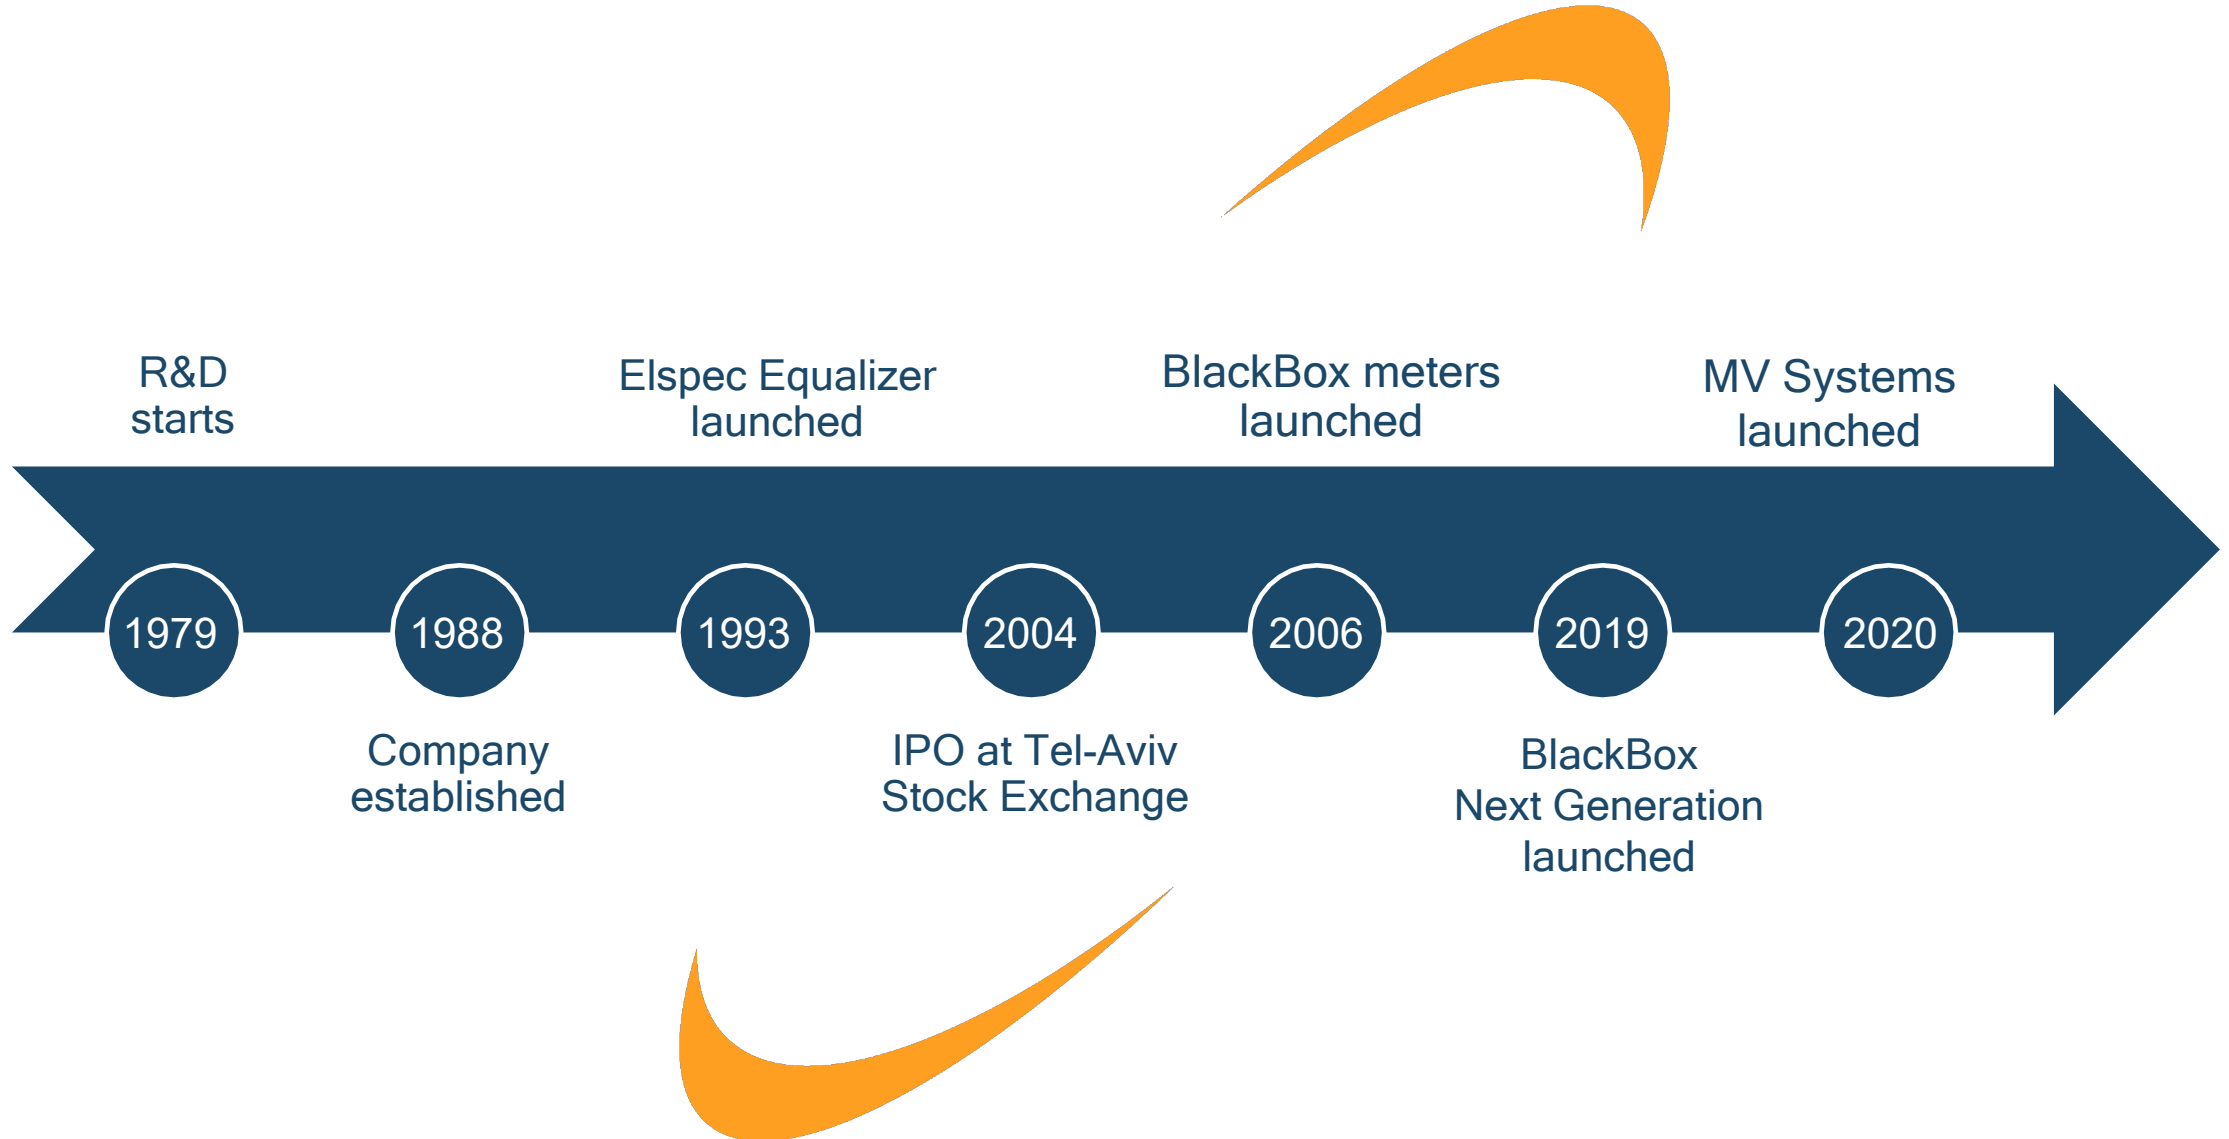 R&D
starts
Elspec Equalizer
launched
BlackBox meters
launched
MV Systems
launched
1979
1988
1993
2004
2006
2019
2020
Company
established
IPO at Tel-Aviv
Stock Exchange
BlackBox
Next Generation
launched